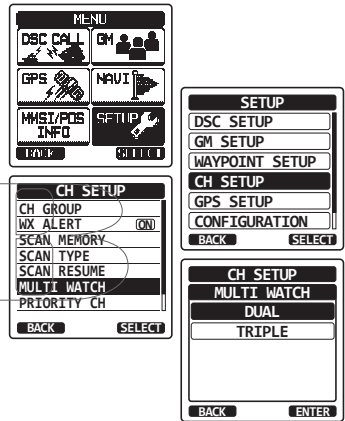 MENU
DSC CALL GM
GPS NAVI
MMSI/POS INFO SETUP
BACK SELECT
SETUP
DSC SETUP
GM SETUP
WAYPOINT SETUP
CH SETUP
GPS SETUP
CONFIGURATION
BACK SELECT
CH SETUP
CH GROUP
WX ALERT ON
SCAN MEMORY
SCAN TYPE
SCAN RESUME
MULTI WATCH
PRIORITY CH
BACK SELECT
CH SETUP
MULTI WATCH
DUAL
TRIPLE
BACK ENTER